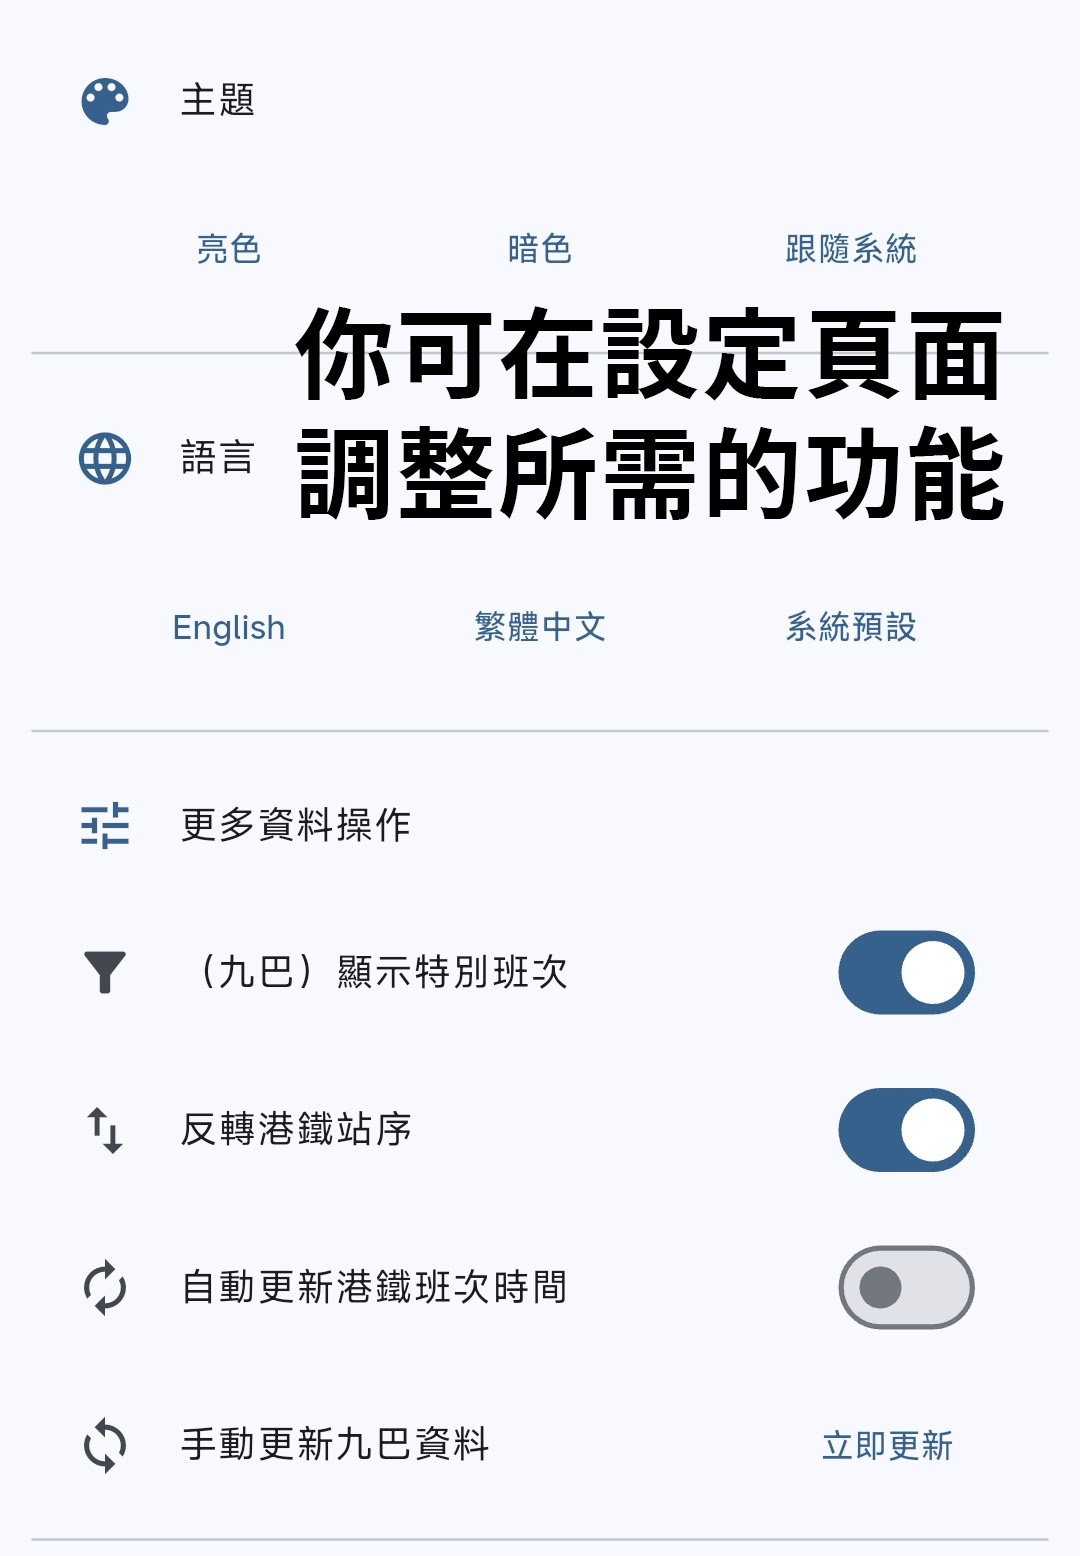 主題
亮色 暗色 跟隨系統
你可在設定頁面
語言
調整所需的功能
English 繁體中文 系統預設
更多資料操作
（九巴）顯示特別班次
反轉港鐵站序
自動更新港鐵班次時間
手動更新九巴資料 立即更新